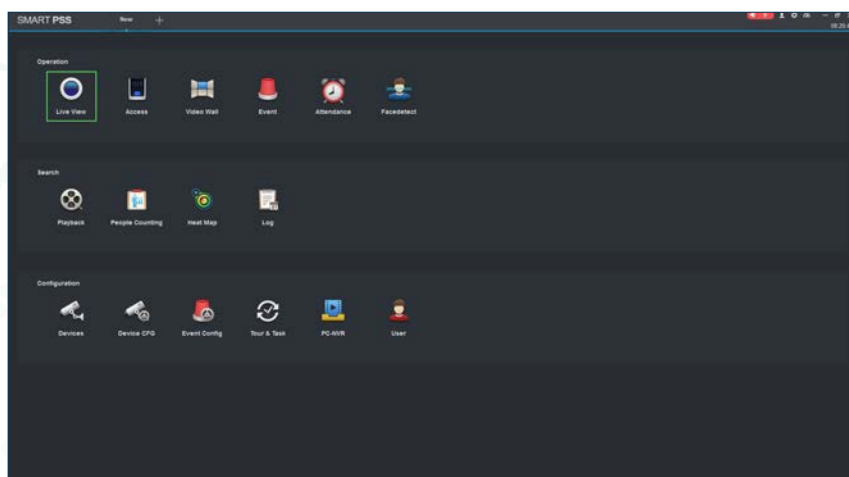 SMART PSS New +
Operation
Live View Access Video Wall Event Attendance Facedetect
Search
Playback People Counting Heat Map Log
Configuration
Devices Device CFG Event Config Tour & Task PC-NVR User